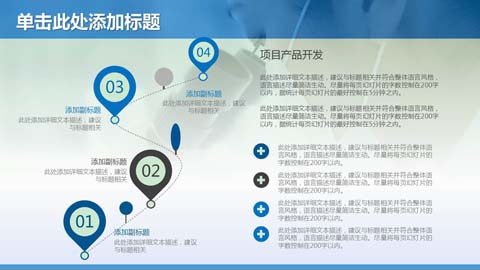 单击此处添加标题
04
添加副标题
此处添加详细文本描述，建议
与标题相关
03
添加副标题
此处添加详细文本描述，建议
与标题相关
添加副标题
此处添加详细文本描述，建议
与标题相关
02
01
添加副标题
此处添加详细文本描述，建议
与标题相关
项目产品开发
此处添加详细文本描述，建议与标题相关并符合整体语言风格，
语言描述尽量简洁生动。尽量将每页幻灯片的字数控制在200字
以内，据统计每页幻灯片的最好控制在5分钟之内。
此处添加详细文本描述，建议与标题相关并符合整体语言风格，
语言描述尽量简洁生动。尽量将每页幻灯片的字数控制在200字
以内，据统计每页幻灯片的最好控制在5分钟之内。
此处添加详细文本描述，建议与标题相关并符合整体语
言风格，语言描述尽量简洁生动。尽量将每页幻灯片的
字数控制在200字以内。
此处添加详细文本描述，建议与标题相关并符合整体语
言风格，语言描述尽量简洁生动。尽量将每页幻灯片的
字数控制在200字以内。
此处添加详细文本描述，建议与标题相关并符合整体语
言风格，语言描述尽量简洁生动。尽量将每页幻灯片的
字数控制在200字以内。
此处添加详细文本描述，建议与标题相关并符合整体语
言风格，语言描述尽量简洁生动。尽量将每页幻灯片的
字数控制在200字以内。